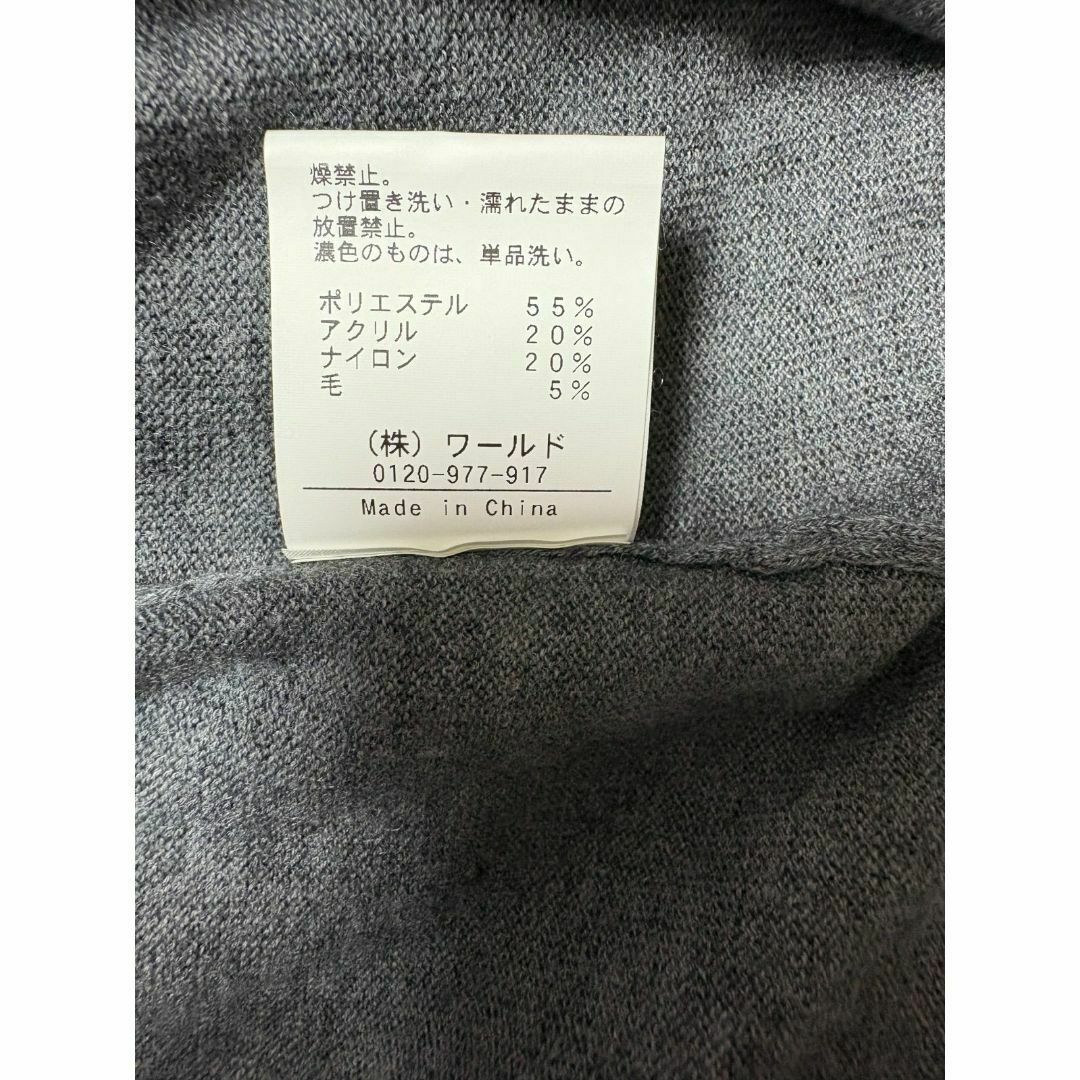 燥禁止。
つけ置き洗い・濡れたままの
放置禁止。
濃色のものは、単品洗い。
ポリエステル 55%
アクリル 20%
ナイロン 20%
毛 5%
(株) ワールド
0120-977-917
Made in China